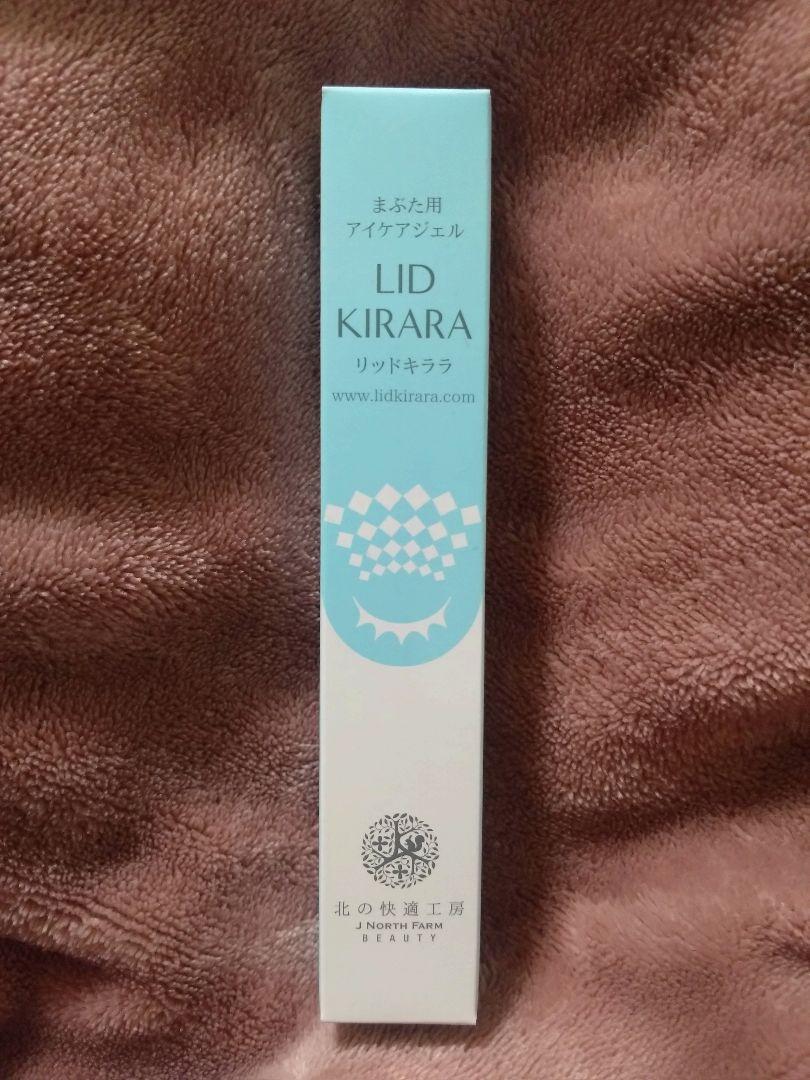 まぶた用
アイケアジェル
LID
KIRARA
リッドキララ
www.lidkirara.com
北の快適工房
J NORTH FARM
BEAUTY